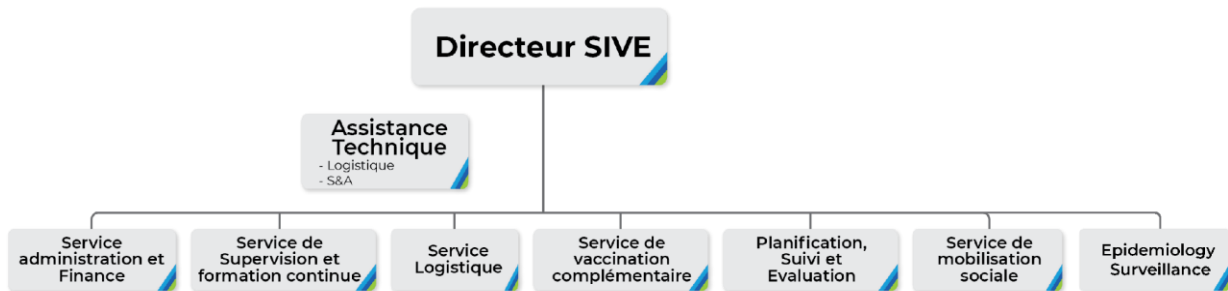 Directeur SIVE
Assistance
Technique
- Logistique
- S&A
Service
administration et
Finance
Service de
Supervision et
formation continue
Service
Logistique
Service de
vaccination
complémentaire
Planification,
Suivi et
Evaluation
Service de
mobilisation
sociale
Epidemiology
Surveillance